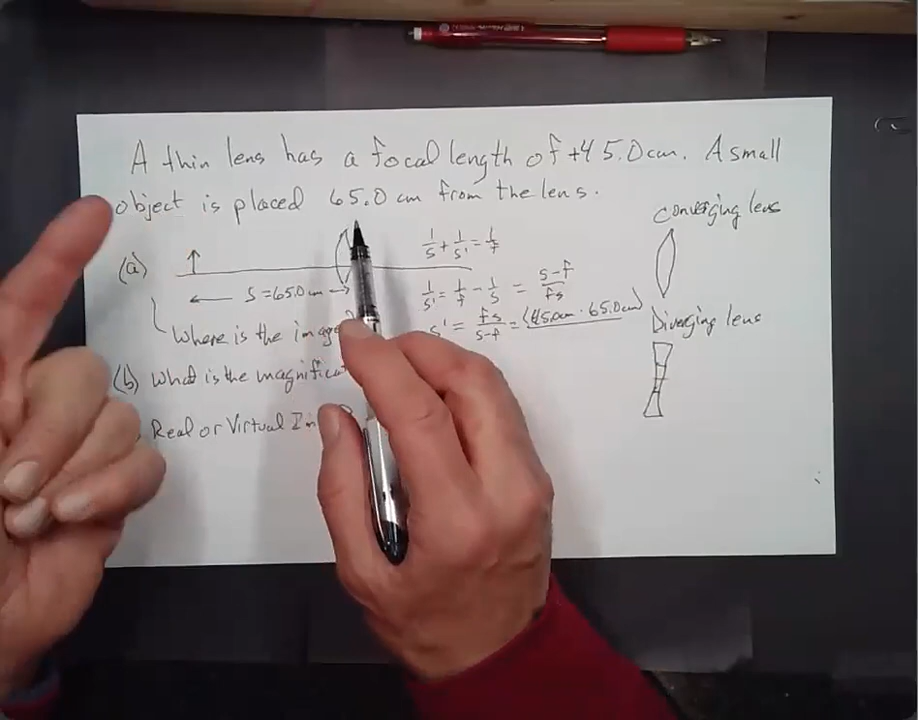 A thin lens has a focal length of +45.0cm. A small
object is placed 65.0 cm from the lens.
Converging lens
(a)
1/s + 1/s' = 1/f
S = 65.0cm
1/s' = 1/f - 1/s = s-f/fs
Where is the image
s' = fs/s-f = (45.0cm · 65.0cm)
Diverging lens
(b) What is the
Real or Virtual